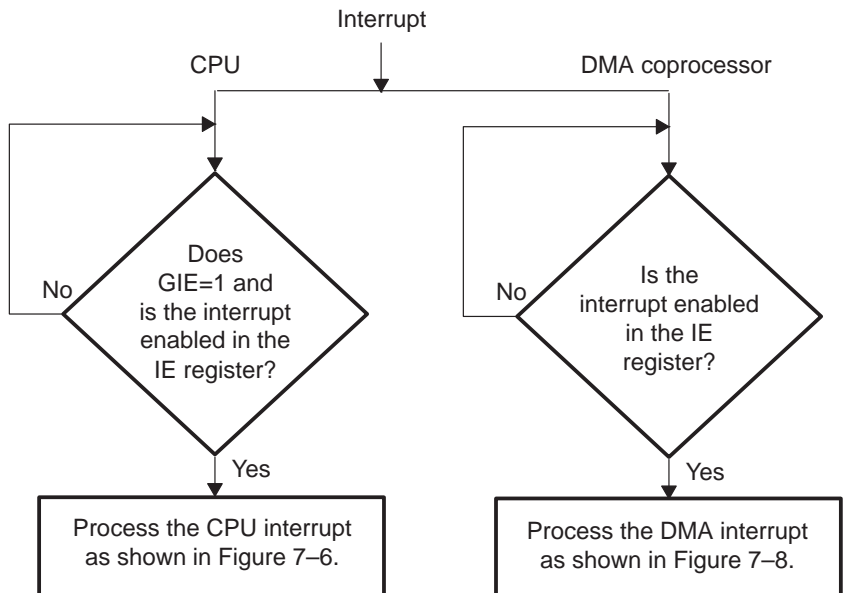 Interrupt
CPU
DMA coprocessor
Does
GIE=1 and
is the interrupt
enabled in the
IE register?
No
Yes
Process the CPU interrupt
as shown in Figure 7–6.
Is the
interrupt enabled
in the IE
register?
No
Yes
Process the DMA interrupt
as shown in Figure 7–8.